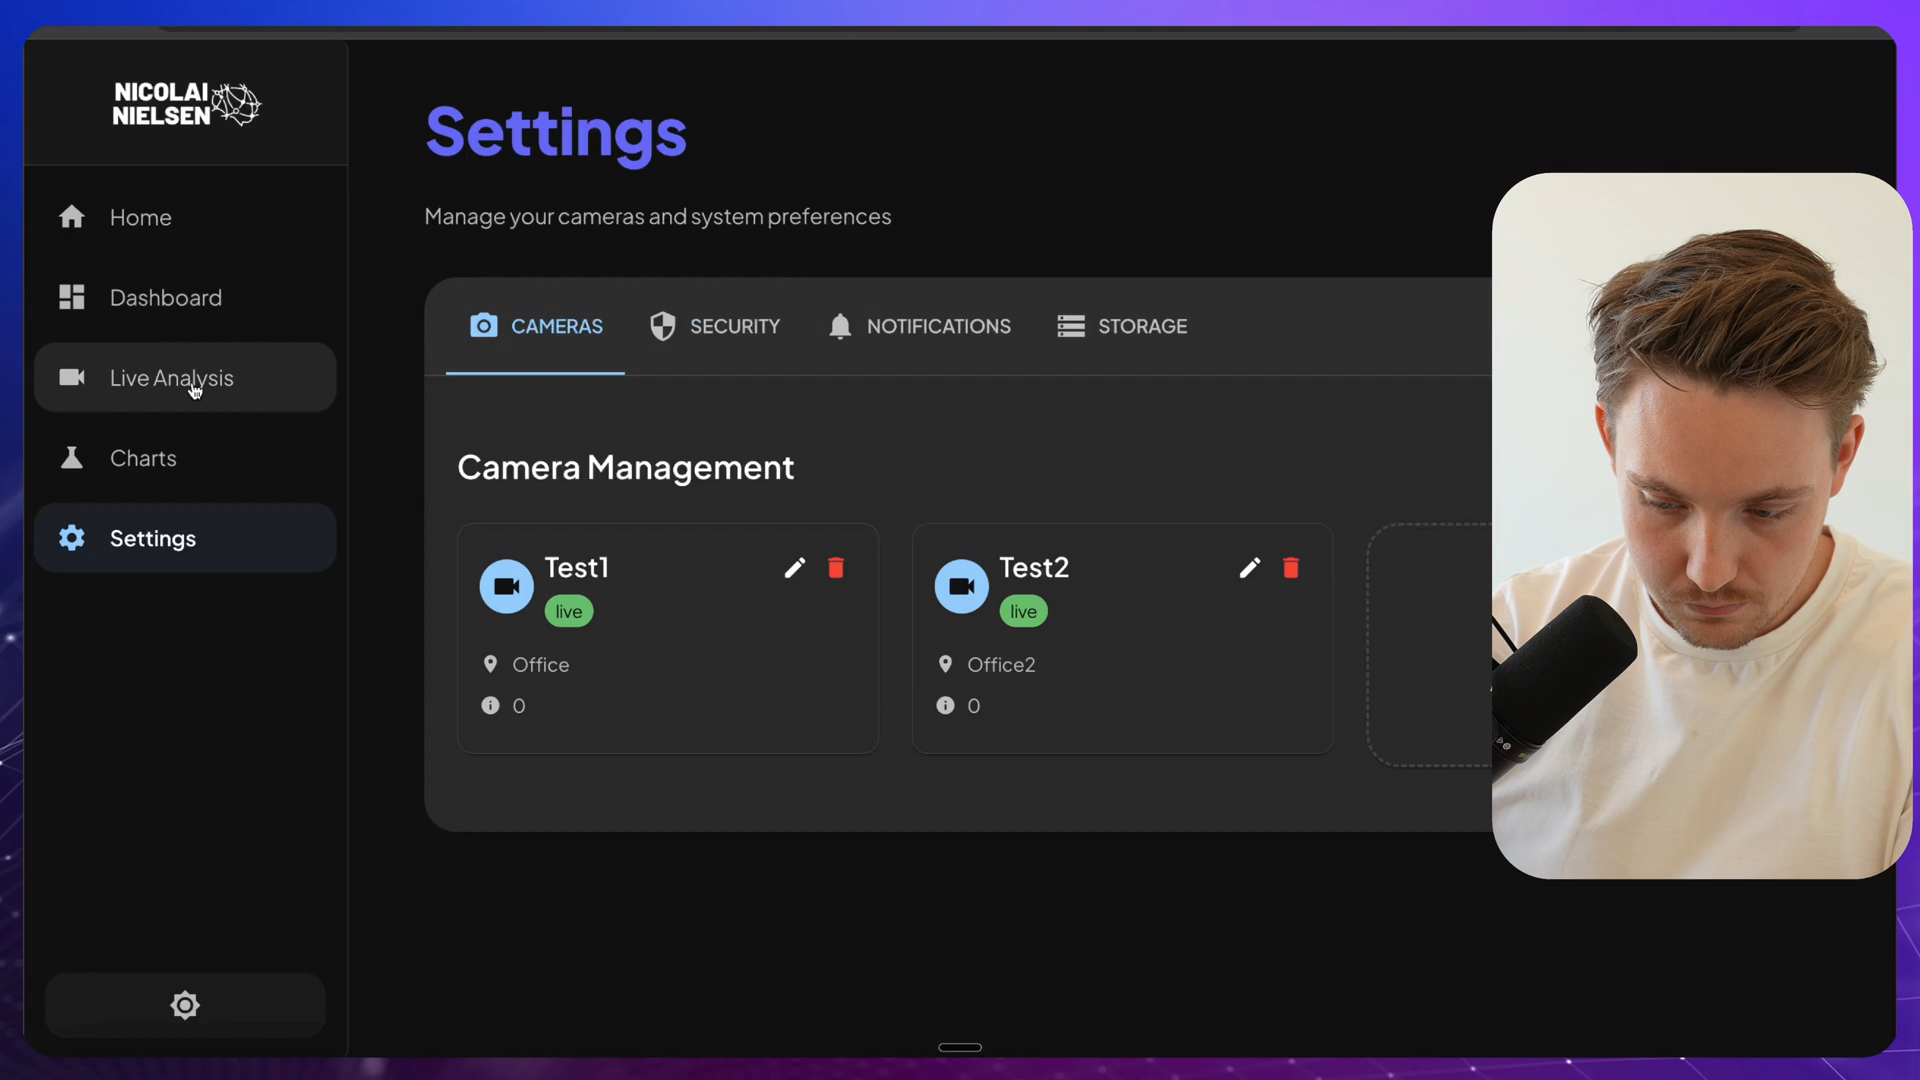 NICOLAI
NIELSEN
Home
Dashboard
Live Analysis
Charts
Settings
Settings
Manage your cameras and system preferences
CAMERAS
SECURITY
NOTIFICATIONS
STORAGE
Camera Management
Test1
live
Office
0
Test2
live
Office2
0